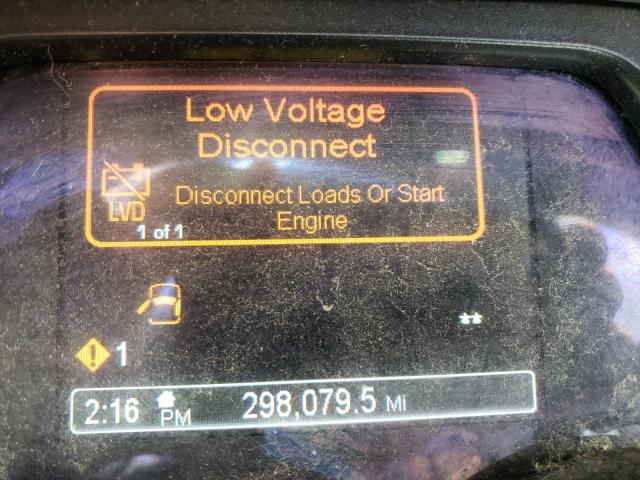 Low Voltage
Disconnect
LVD
Disconnect Loads Or Start
Engine
1 of 1
**
1
2:16 PM 298,079.5 MI